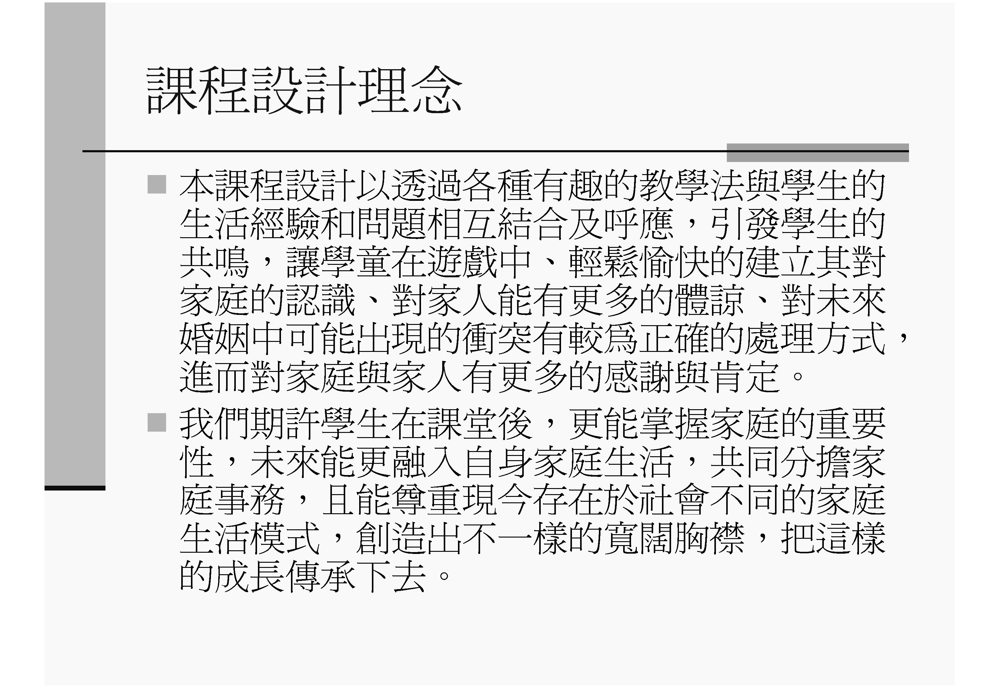 課程設計理念
本課程設計以透過各種有趣的教學法與學生的
生活經驗和問題相互結合及呼應，引發學生的
共鳴，讓學童在遊戲中、輕鬆愉快的建立其對
家庭的認識、對家人能有更多的體諒、對未來
婚姻中可能出現的衝突有較為正確的處理方式，
進而對家庭與家人有更多的感謝與肯定。
我們期許學生在課堂後，更能掌握家庭的重要
性，未來能更融入自身家庭生活，共同分擔家
庭事務，且能尊重現今存在於社會不同的家庭
生活模式，創造出不一樣的寬闊胸襟，把這樣
的成長傳承下去。